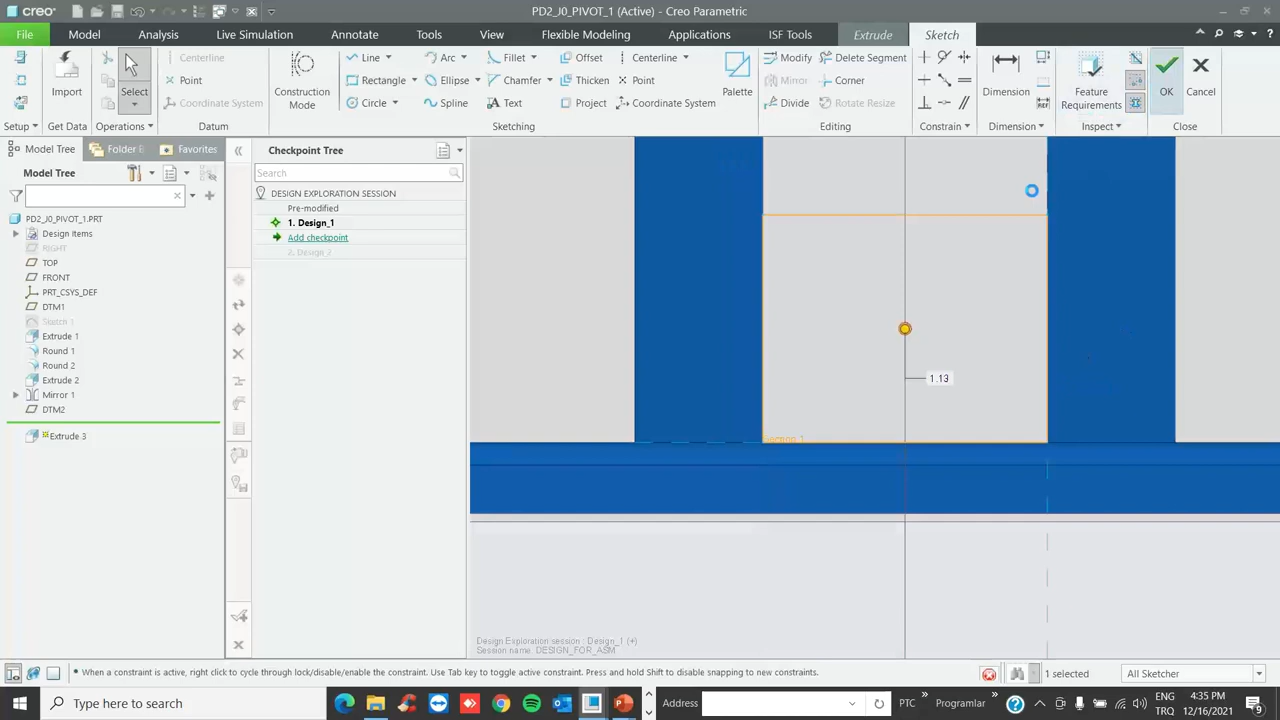 creo
PD2_J0_PIVOT_1 (Active) - Creo Parametric
File Model Analysis Live Simulation Annotate Tools View Flexible Modeling Applications ISF Tools Extrude Sketch
Centerline Line Arc Fillet Offset Centerline Modify Delete Segment
Import Select Point Coordinate System Construction Mode Rectangle Ellipse Chamfer Thicken Point Palette Mirror Corner Dimension Feature Requirements OK Cancel
Circle Spline Text Project Coordinate System Divide Rotate Resize
Setup Get Data Operations Datum Sketching Editing Constrain Dimension Inspect Close
Model Tree Folder B Favorites
Checkpoint Tree
Model Tree
Search
DESIGN EXPLORATION SESSION
Pre-modified
1. Design_1
Add checkpoint
2. Design_2
PD2_J0_PIVOT_1.PRT
Design Items
RIGHT
TOP
FRONT
PRT_CSYS_DEF
DTM1
Sketch 1
Extrude 1
Round 1
Round 2
Extrude 2
Mirror 1
DTM2
Extrude 3
1.13
Section 1
Design Exploration session : Design_1 (+)
Session name: DESIGN_FOR_ASM
• When a constraint is active, right click to cycle through lock/disable/enable the constraint. Use Tab key to toggle active constraint. Press and hold Shift to disable snapping to new constraints.
1 selected
All Sketcher
Type here to search
Address
PTC
Programlar
ENG
TRQ
4:35 PM
12/16/2021